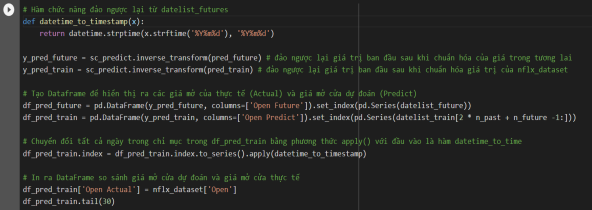 # Hàm chức năng đảo ngược lại từ datelist_futures
def datetime_to_timestamp(x):
    return datetime.strptime(x.strftime('%Y%m%d'), '%Y%m%d')
y_pred_future = sc_predict.inverse_transform(pred_future) # đảo ngược lại giá trị ban đầu sau khi chuẩn hóa của giá trong tương lai
y_pred_train = sc_predict.inverse_transform(pred_train) # đảo ngược lại giá trị ban đầu sau khi chuẩn hóa giá trị của nflx_dataset
# Tạo Dataframe để hiển thị ra các giá mở của thực tế (Actual) và giá mở cửa dự đoán (Predict)
df_pred_future = pd.DataFrame(y_pred_future, columns=['Open Future']).set_index(pd.Series(datelist_future))
df_pred_train = pd.DataFrame(y_pred_train, columns=['Open Predict']).set_index(pd.Series(datelist_train[2 * n_past + n_future -1:]))
# Chuyển đổi tất cả ngày trong chỉ mục trong df_pred_train bằng phương thức apply() với đầu vào là hàm datetime_to_time
df_pred_train.index = df_pred_train.index.to_series().apply(datetime_to_timestamp)
# In ra DataFrame so sánh giá mở cửa dự đoán và giá mở cửa thực tế
df_pred_train['Open Actual'] = nflx_dataset['Open']
df_pred_train.tail(30)